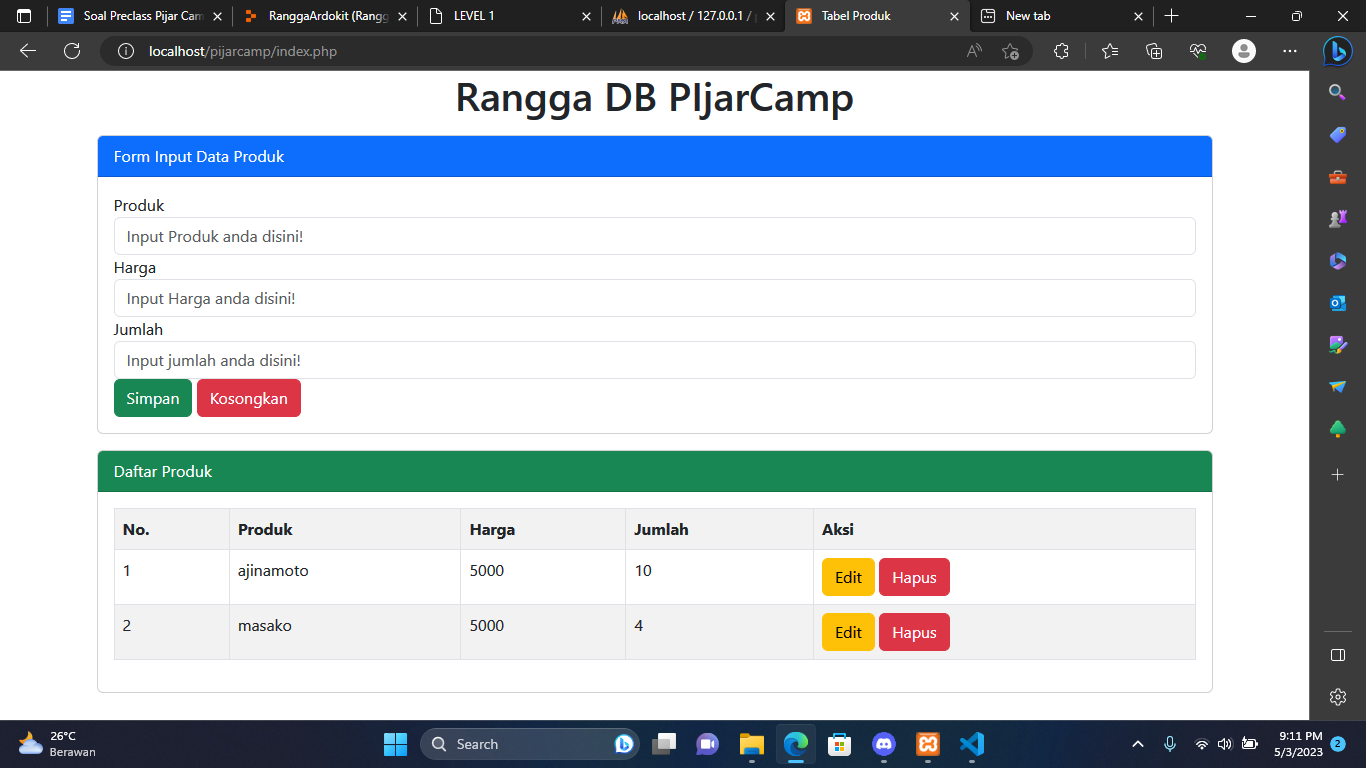 Soal Preclass Pijar Cam
RanggaArdokit (Rangg
LEVEL 1
localhost / 127.0.0.1 /
Tabel Produk
New tab
localhost/pijarcamp/index.php
Rangga DB PIjarCamp
Form Input Data Produk
Produk
Input Produk anda disini!
Harga
Input Harga anda disini!
Jumlah
Input jumlah anda disini!
Simpan Kosongkan
Daftar Produk
No. Produk Harga Jumlah Aksi
1 ajinamoto 5000 10 Edit Hapus
2 masako 5000 4 Edit Hapus
26°C
Berawan
Search
9:11 PM
5/3/2023
2